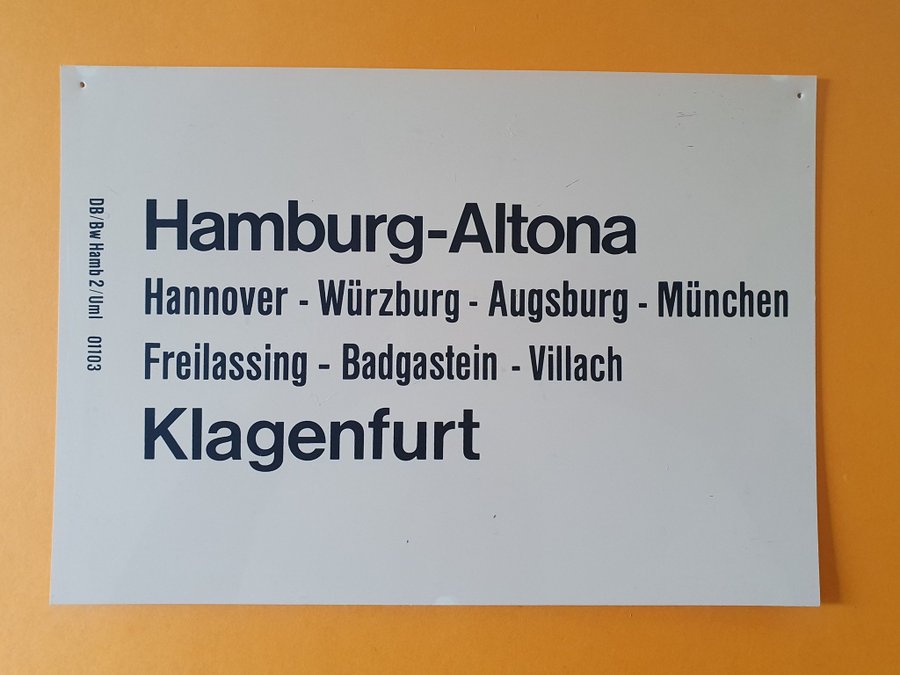 Hamburg-Altona
Hannover - Würzburg - Augsburg - München
Freilassing - Badgastein - Villach
Klagenfurt
DB/Bw Hamb 2/Uml 01103